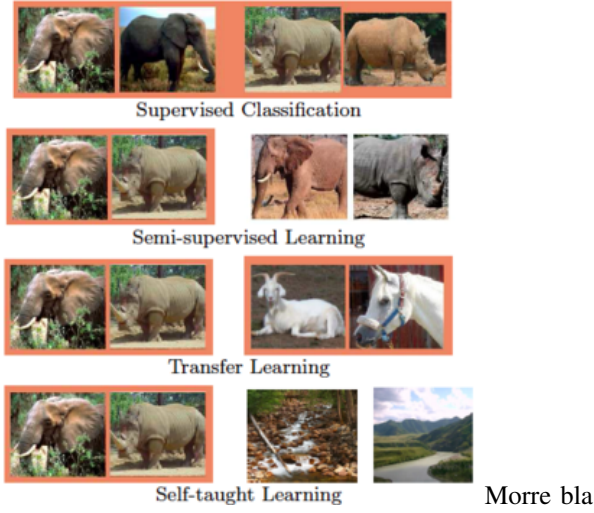 Supervised Classification
Semi-supervised Learning
Transfer Learning
Self-taught Learning
Morre bla